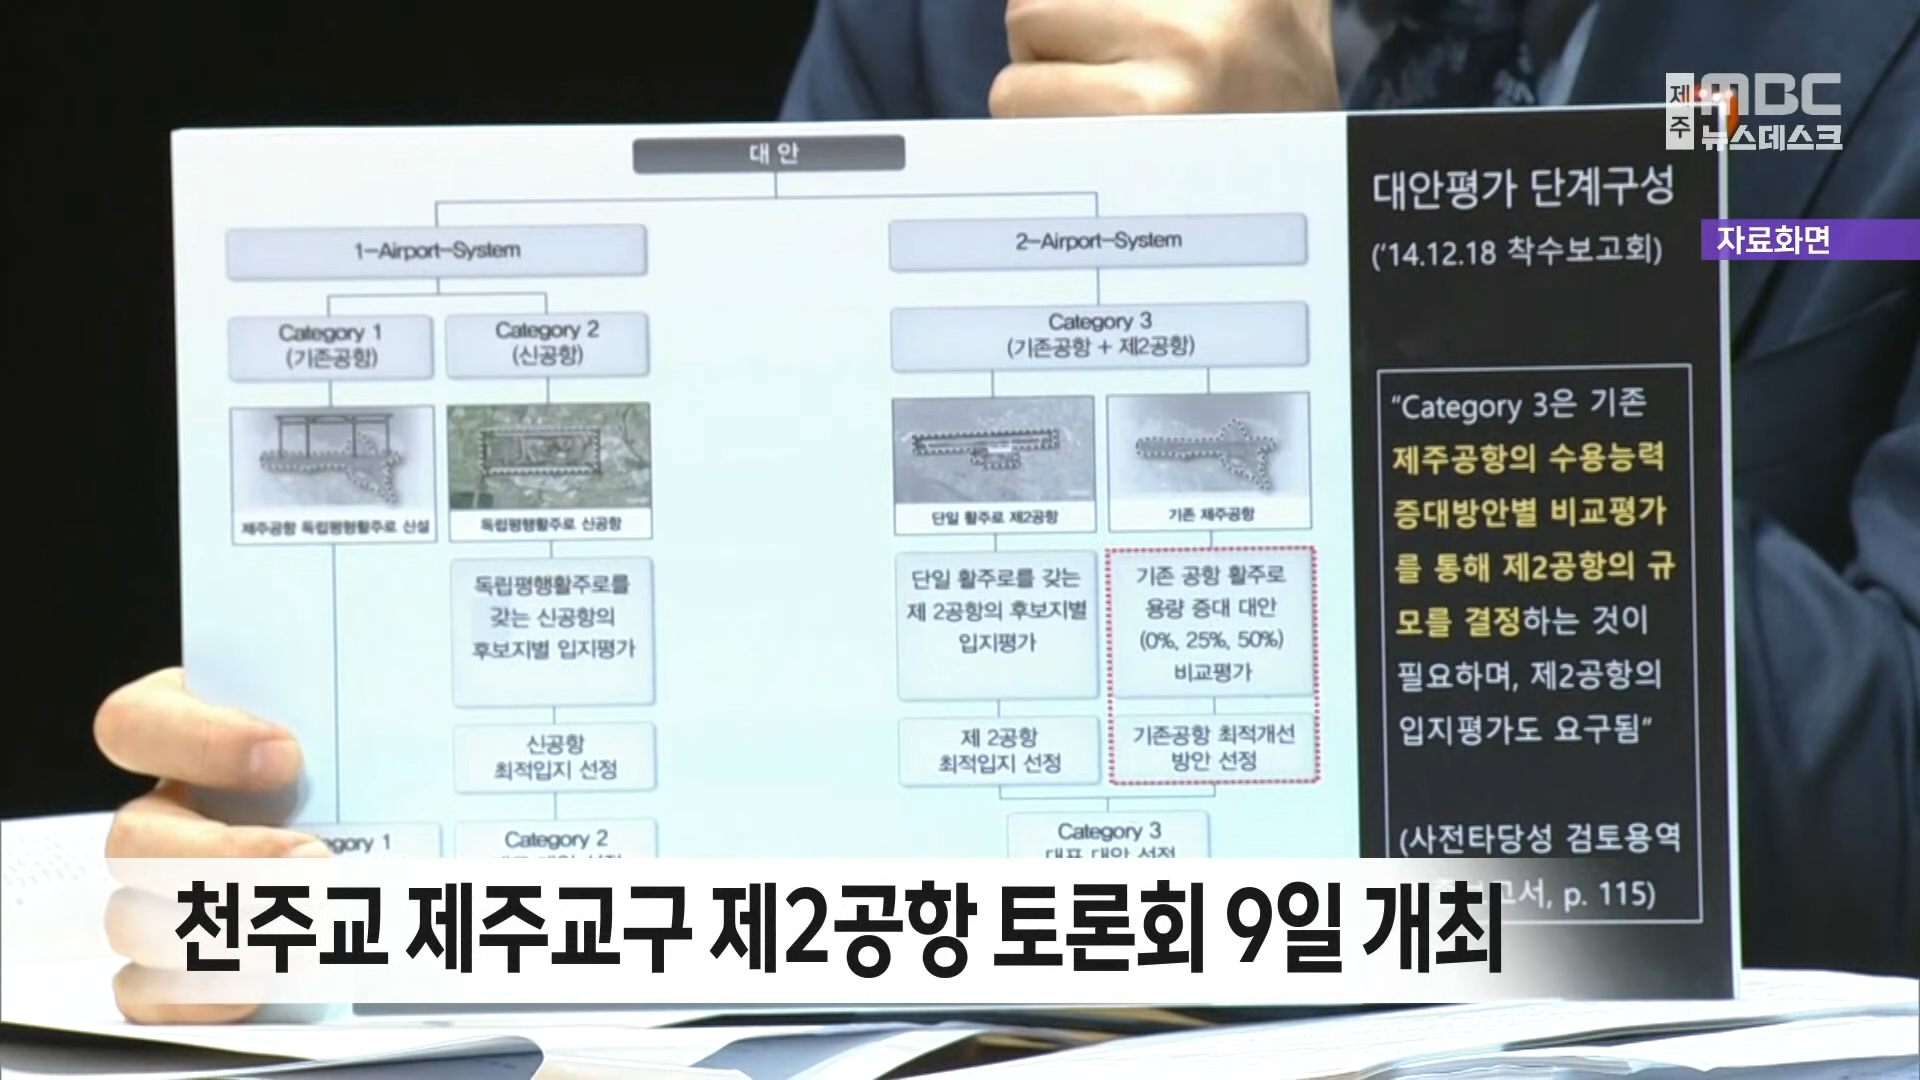 제주 MBC
뉴스데스크
자료화면
대안
1-Airport-System
2-Airport-System
Category 1
(기존공항)
Category 2
(신공항)
Category 3
(기존공항 + 제2공항)
제주공항 독립평행활주로 신설
독립평행활주로 신공항
단일 활주로 제2공항
기존 제주공항
독립평행활주로를
갖는 신공항의
후보지별 입지평가
단일 활주로를 갖는
제 2공항의 후보지별
입지평가
기존 공항 활주로
용량 증대 대안
(0%, 25%, 50%)
비교평가
신공항
최적입지 선정
제 2공항
최적입지 선정
기존공항 최적개선
방안 선정
1
Category 2
Category 3
대표 대안 선정
대안평가 단계구성
(‘14.12.18 착수보고회)
“Category 3은 기존
제주공항의 수용능력
증대방안별 비교평가
를 통해 제2공항의 규
모를 결정하는 것이
필요하며, 제2공항의
입지평가도 요구됨”
(사전타당성 검토용역
p. 115)
천주교 제주교구 제2공항 토론회 9일 개최